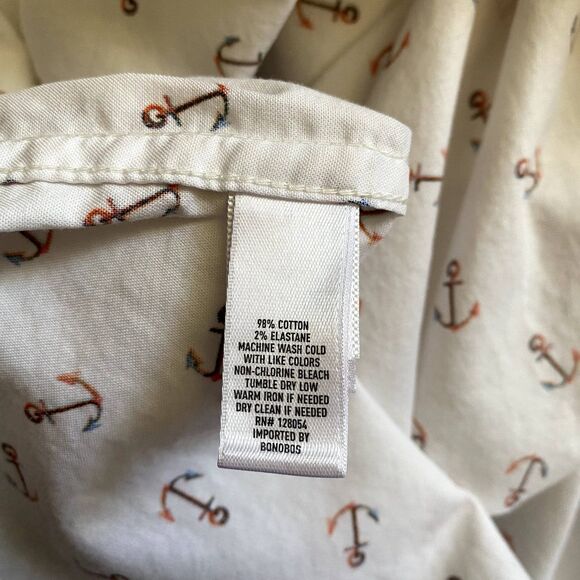 98% COTTON
2% ELASTANE
MACHINE WASH COLD
WITH LIKE COLORS
NON-CHLORINE BLEACH
TUMBLE DRY LOW
WARM IRON IF NEEDED
DRY CLEAN IF NEEDED
RN# 128054
IMPORTED BY
BONOBOS